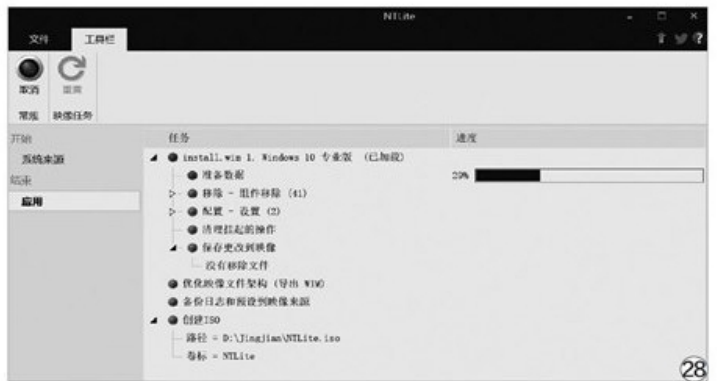 NTLite
文件 工具栏
取消 重置
常规 映像任务
开始 任务 进度
系统来源
结束
应用
install.wim 1. Windows 10 专业版 (已加载)
准备数据 29%
移除 - 组件移除 (41)
配置 - 设置 (2)
清理挂起的操作
保存更改到映像
没有移除文件
优化映像文件架构 (导出 WIM)
备份日志和预设到映像来源
创建ISO
路径 = D:\Jingjian\NTLite.iso
卷标 = NTLite
28